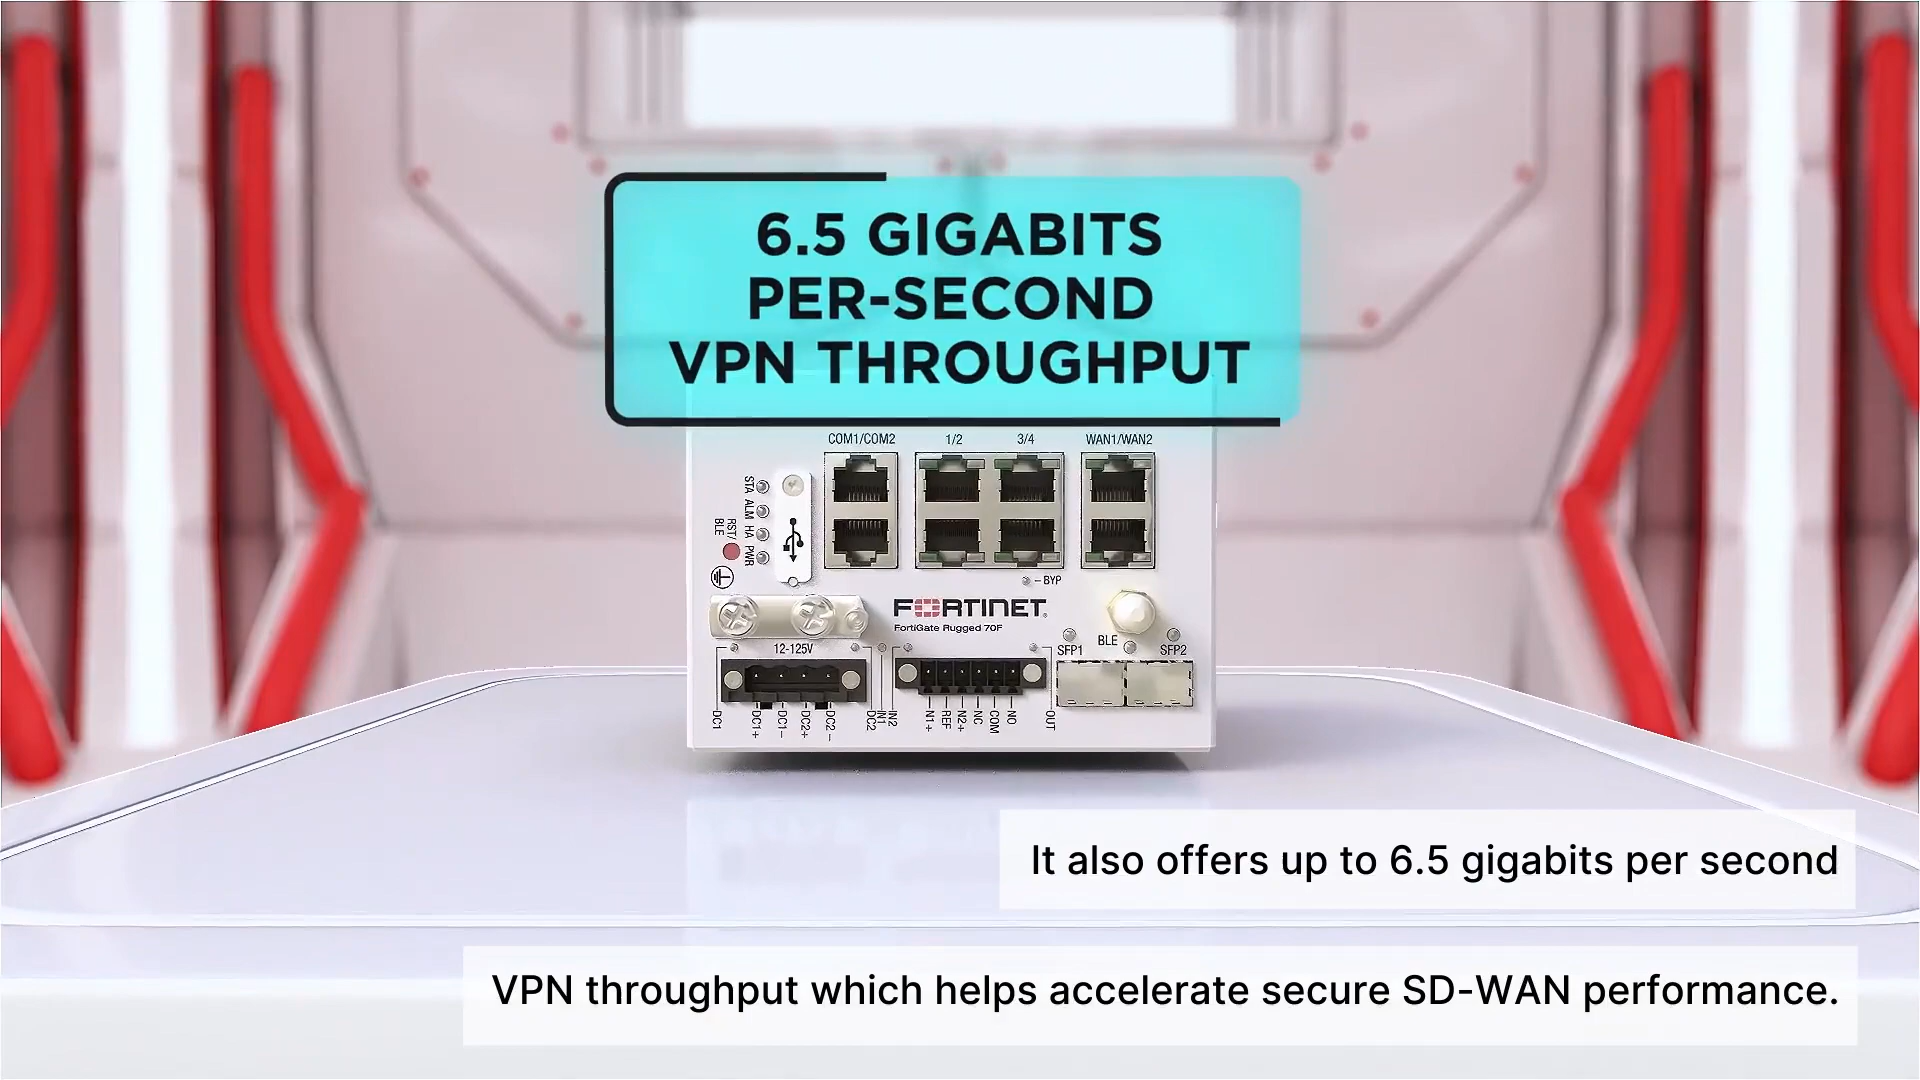 6.5 GIGABITS
PER-SECOND
VPN THROUGHPUT
COM1/COM2 1/2 3/4 WAN1/WAN2
STA ALM HA PWR
RST/
BLE
BYP
FORTINET
FortiGate Rugged 70F
12-125V
SFP1 BLE SFP2
DC1 DC1+ DC1- DC2+ DC2- DC2 IN1 IN2 N1+ REF N2+ NC COM NO OUT
It also offers up to 6.5 gigabits per second
VPN throughput which helps accelerate secure SD-WAN performance.